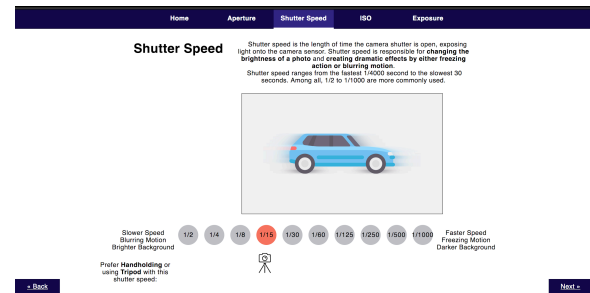 Home Aperture Shutter Speed ISO Exposure
Shutter Speed
Shutter speed is the length of time the camera shutter is open, exposing
light onto the camera sensor. Shutter speed is responsible for changing the
brightness of a photo and creating dramatic effects by either freezing
action or blurring motion.
Shutter speed ranges from the fastest 1/4000 second to the slowest 30
seconds. Among all, 1/2 to 1/1000 are more commonly used.
Slower Speed
Blurring Motion
Brighter Background
1/2 1/4 1/8 1/15 1/30 1/60 1/125 1/250 1/500 1/1000
Faster Speed
Freezing Motion
Darker Background
Prefer Handholding or
using Tripod with this
shutter speed:
« Back
Next »